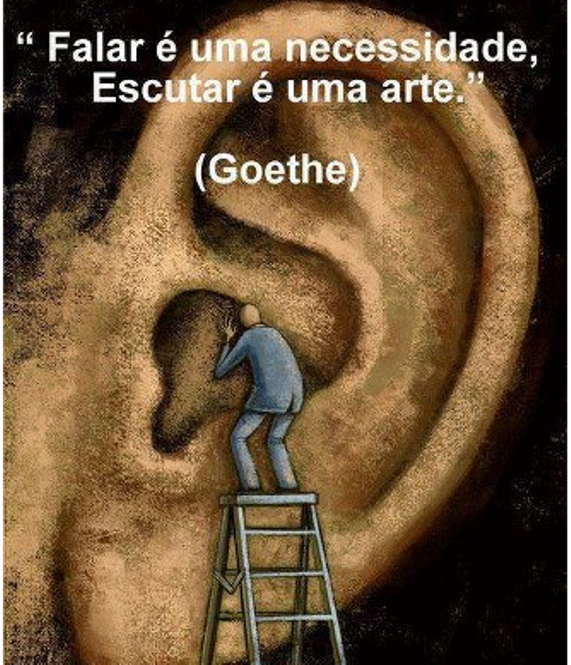 “ Falar é uma necessidade,
Escutar é uma arte.”
(Goethe)